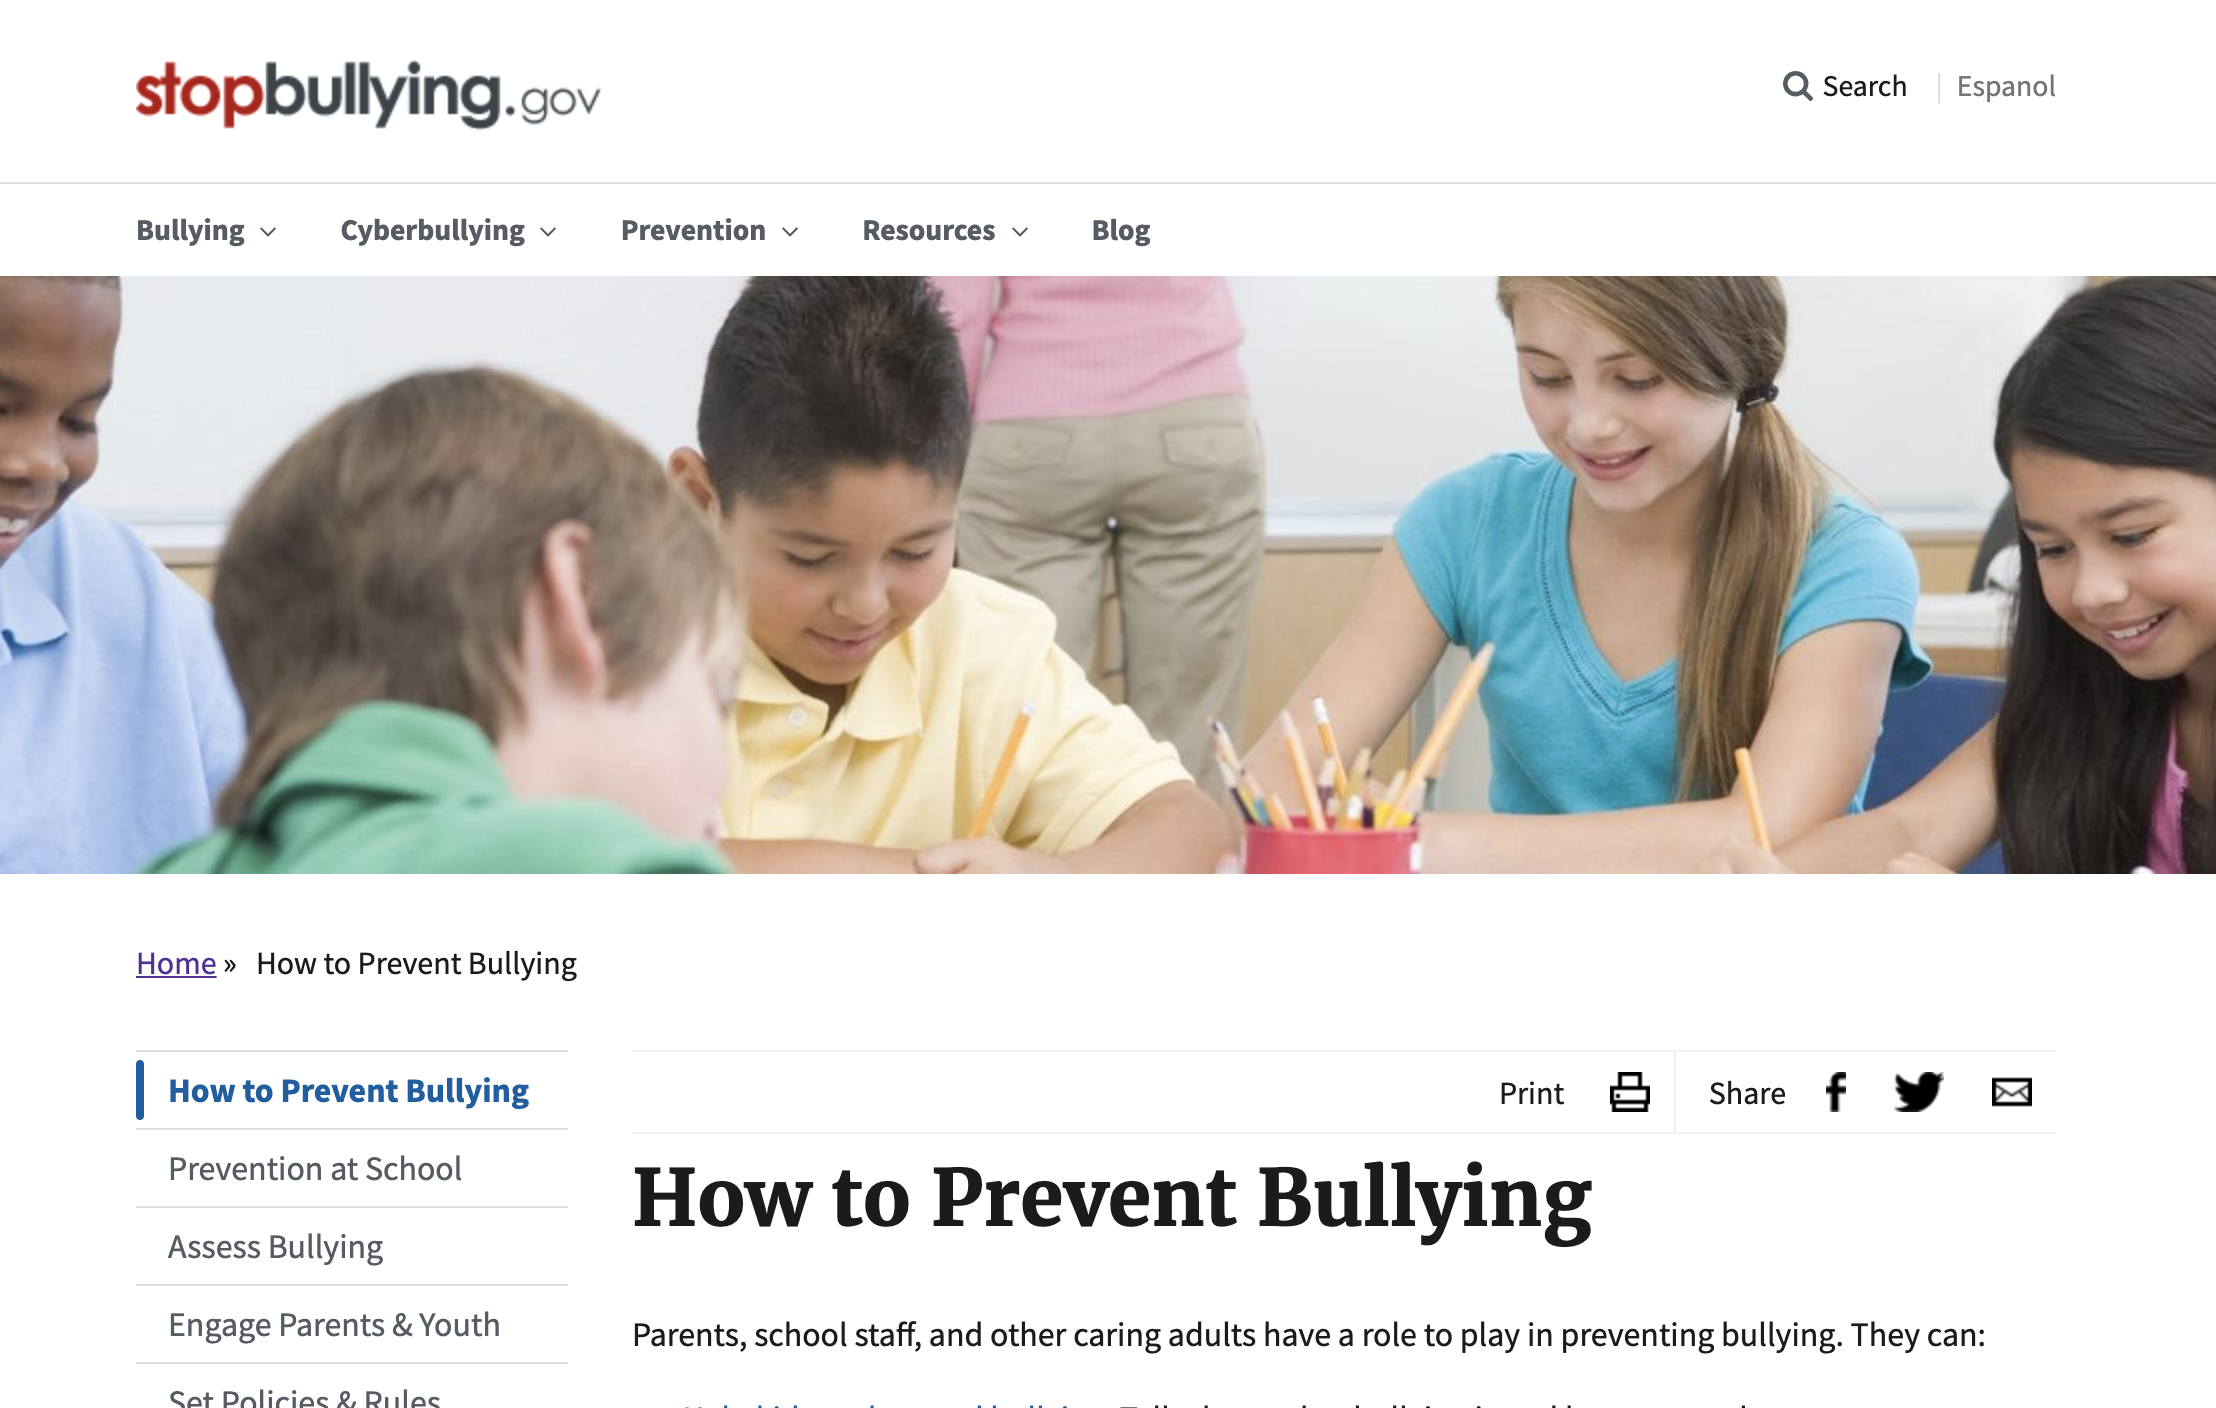 stopbullying.gov
Search Espanol
Bullying Cyberbullying Prevention Resources Blog
Home » How to Prevent Bullying
How to Prevent Bullying
Prevention at School
Assess Bullying
Engage Parents & Youth
Set Policies & Rules
Print Share
How to Prevent Bullying
Parents, school staff, and other caring adults have a role to play in preventing bullying. They can: